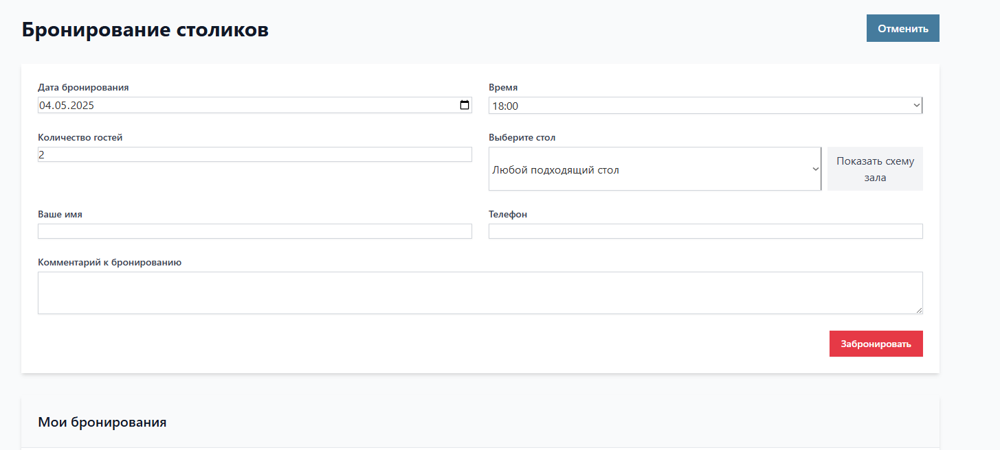 Бронирование столиков
Отменить
Дата бронирования
Время
04.05.2025
18:00
Количество гостей
Выберите стол
2
Любой подходящий стол
Показать схему
зала
Ваше имя
Телефон
Комментарий к бронированию
Забронировать
Мои бронирования